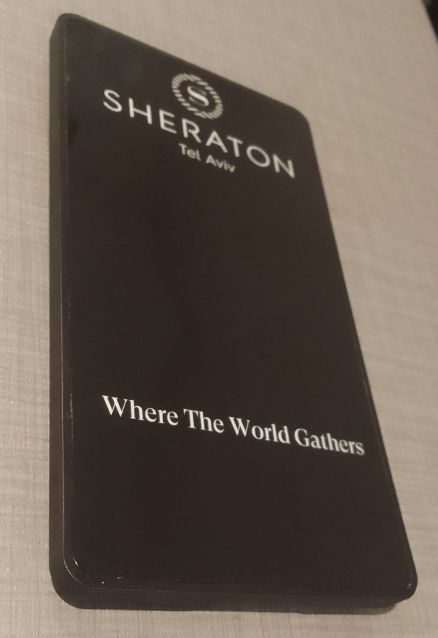 S
SHERATON
Tel Aviv
Where The World Gathers